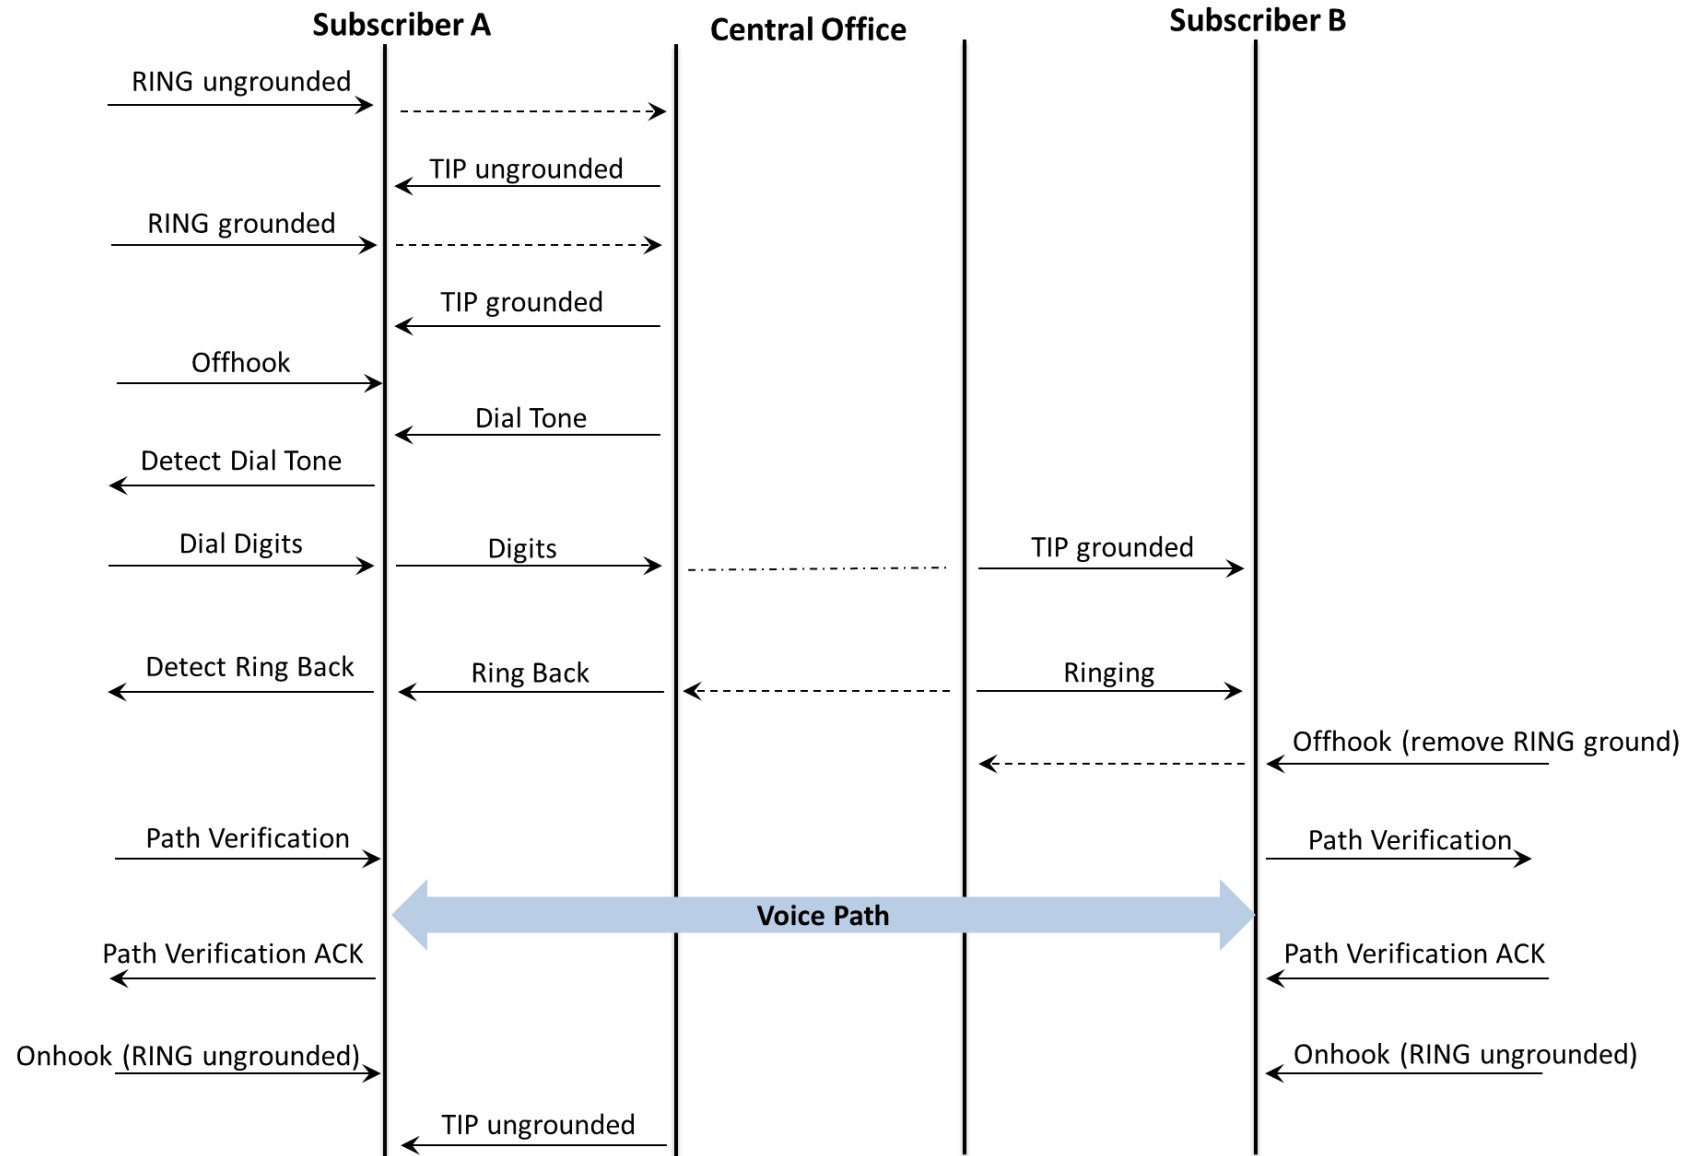 Subscriber A
Central Office
Subscriber B
RING ungrounded
TIP ungrounded
RING grounded
TIP grounded
Offhook
Dial Tone
Detect Dial Tone
Dial Digits
Digits
TIP grounded
Detect Ring Back
Ring Back
Ringing
Offhook (remove RING ground)
Path Verification
Path Verification
Voice Path
Path Verification ACK
Path Verification ACK
Onhook (RING ungrounded)
Onhook (RING ungrounded)
TIP ungrounded